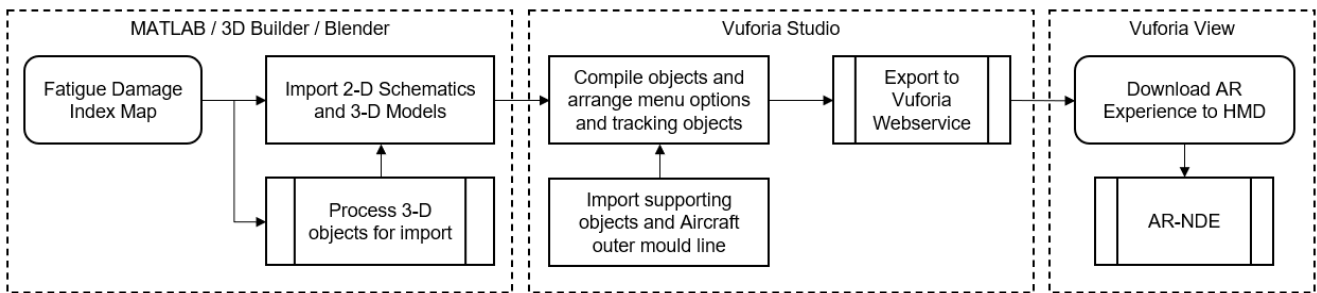 MATLAB / 3D Builder / Blender
Fatigue Damage
Index Map
Import 2-D Schematics
and 3-D Models
Process 3-D
objects for import
Vuforia Studio
Compile objects and
arrange menu options
and tracking objects
Export to
Vuforia
Webservice
Import supporting
objects and Aircraft
outer mould line
Vuforia View
Download AR
Experience to HMD
AR-NDE